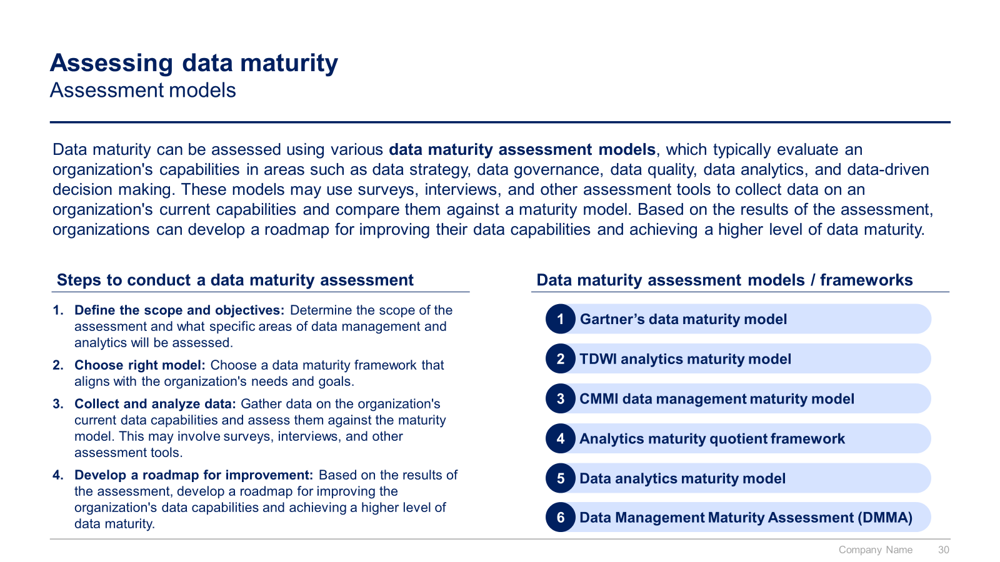 Assessing data maturity
Assessment models
Data maturity can be assessed using various data maturity assessment models, which typically evaluate an
organization's capabilities in areas such as data strategy, data governance, data quality, data analytics, and data-driven
decision making. These models may use surveys, interviews, and other assessment tools to collect data on an
organization's current capabilities and compare them against a maturity model. Based on the results of the assessment,
organizations can develop a roadmap for improving their data capabilities and achieving a higher level of data maturity.
Steps to conduct a data maturity assessment
1. Define the scope and objectives: Determine the scope of the
assessment and what specific areas of data management and
analytics will be assessed.
2. Choose right model: Choose a data maturity framework that
aligns with the organization's needs and goals.
3. Collect and analyze data: Gather data on the organization's
current data capabilities and assess them against the maturity
model. This may involve surveys, interviews, and other
assessment tools.
4. Develop a roadmap for improvement: Based on the results of
the assessment, develop a roadmap for improving the
organization's data capabilities and achieving a higher level of
data maturity.
Data maturity assessment models / frameworks
1 Gartner’s data maturity model
2 TDWI analytics maturity model
3 CMMI data management maturity model
4 Analytics maturity quotient framework
5 Data analytics maturity model
6 Data Management Maturity Assessment (DMMA)
Company Name 30